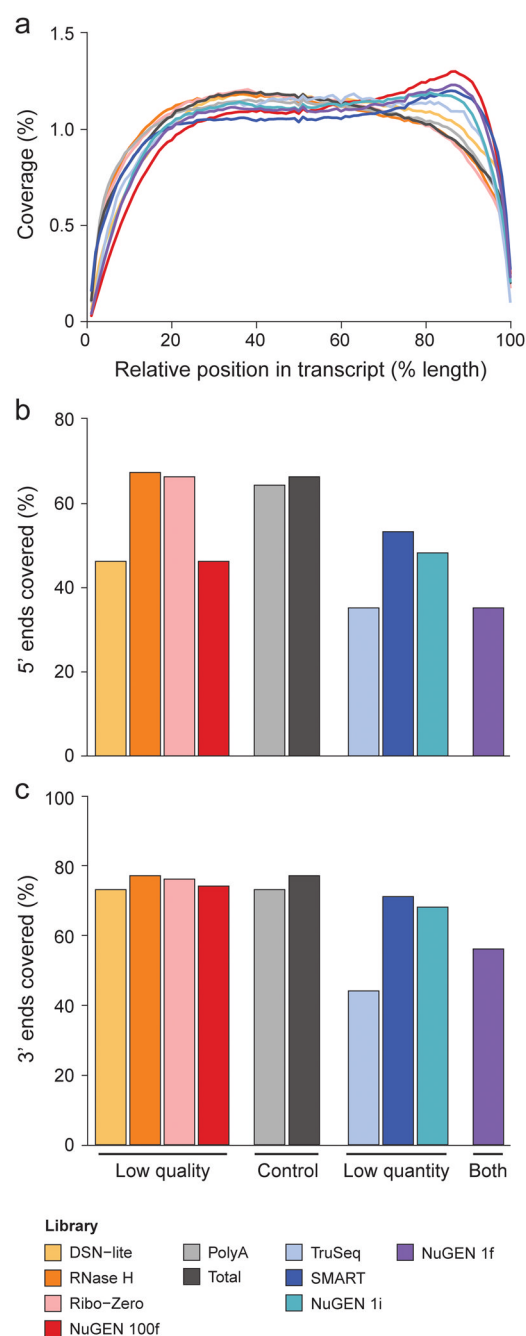 a
1.5
1.0
0.5
0
Coverage (%)
0 20 40 60 80 100
Relative position in transcript (% length)
b
80
60
40
20
0
5’ ends covered (%)
c
100
80
60
40
20
0
3’ ends covered (%)
Low quality Control Low quantity Both
Library
DSN−lite PolyA TruSeq NuGEN 1f
RNase H Total SMART
Ribo−Zero NuGEN 1i
NuGEN 100f